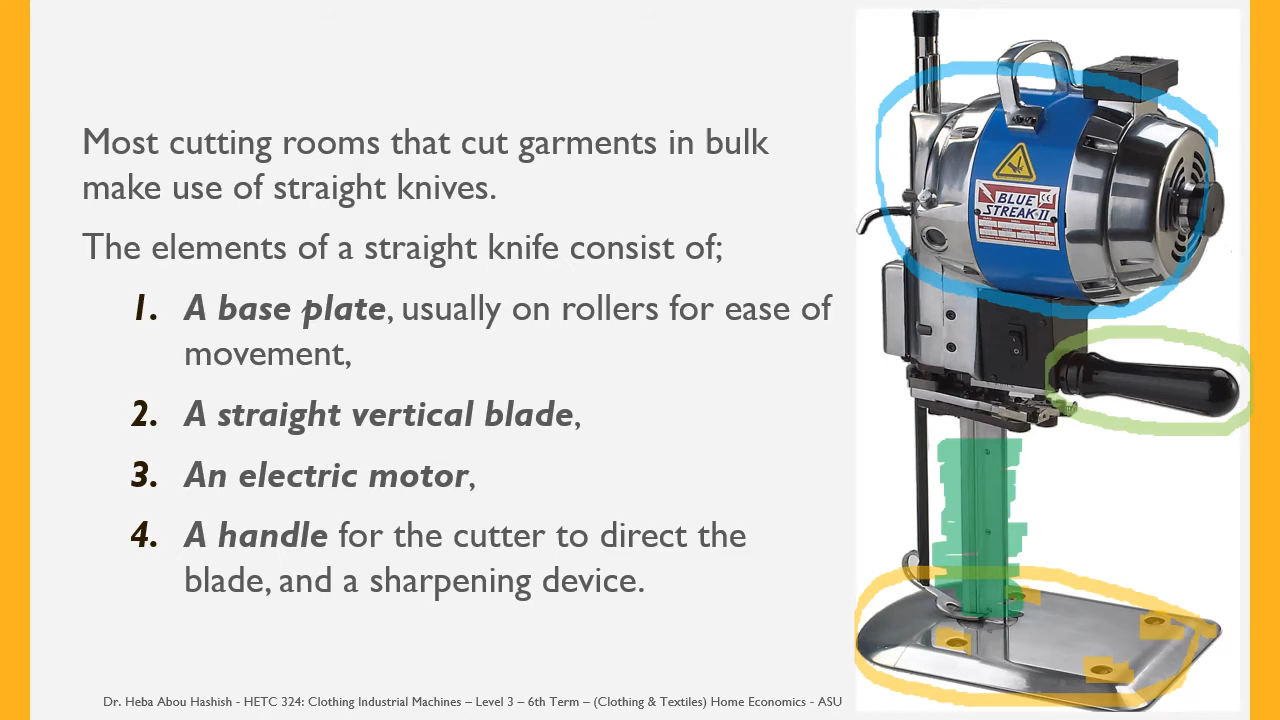 Most cutting rooms that cut garments in bulk
make use of straight knives.
The elements of a straight knife consist of;
1. A base plate, usually on rollers for ease of
movement,
2. A straight vertical blade,
3. An electric motor,
4. A handle for the cutter to direct the
blade, and a sharpening device.
BLUE
STREAK II
Dr. Heba Abou Hashish - HETC 324: Clothing Industrial Machines – Level 3 – 6th Term – (Clothing & Textiles) Home Economics - ASU